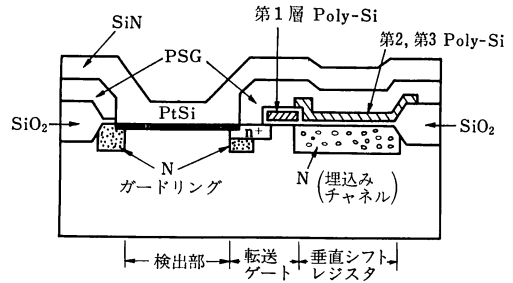 第1層 Poly-Si
SiN
PSG
第2, 第3 Poly-Si
PtSi
SiO₂
n+
SiO₂
N
ガードリング
N
(埋込み
チャネル)
検出部
転送
ゲート
垂直シフト
レジスタ